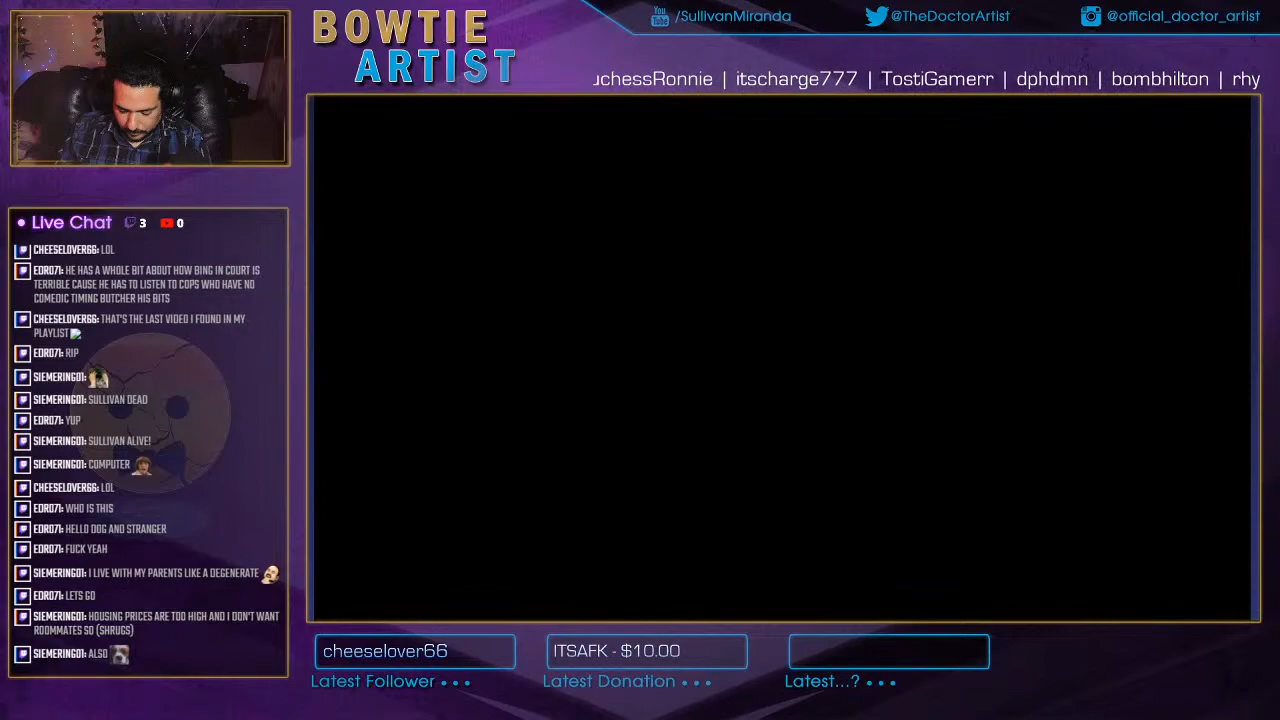 BOWTIE
ARTIST
You Tube /SullivanMiranda
@TheDoctorArtist
@official_doctor_artist
uchessRonnie | itscharge777 | TostiGamerr | dphdmn | bombhilton | rhy
Live Chat 3 0
CHEESELOVER66: LOL
EDRO71: HE HAS A WHOLE BIT ABOUT HOW BING IN COURT IS
TERRIBLE CAUSE HE HAS TO LISTEN TO COPS WHO HAVE NO
COMEDIC TIMING BUTCHER HIS BITS
CHEESELOVER66: THAT'S THE LAST VIDEO I FOUND IN MY
PLAYLIST
EDRO71: RIP
SIEMERING01:
SIEMERING01: SULLIVAN DEAD
EDRO71: YUP
SIEMERING01: SULLIVAN ALIVE!
SIEMERING01: COMPUTER
CHEESELOVER66: LOL
EDRO71: WHO IS THIS
EDRO71: HELLO DOG AND STRANGER
EDRO71: FUCK YEAH
SIEMERING01: I LIVE WITH MY PARENTS LIKE A DEGENERATE
EDRO71: LETS GO
SIEMERING01: HOUSING PRICES ARE TOO HIGH AND I DON'T WANT
ROOMMATES SO (SHRUGS)
SIEMERING01: ALSO
cheeselover66
Latest Follower • • •
ITSAFK - $10.00
Latest Donation • • •
Latest...? • • •